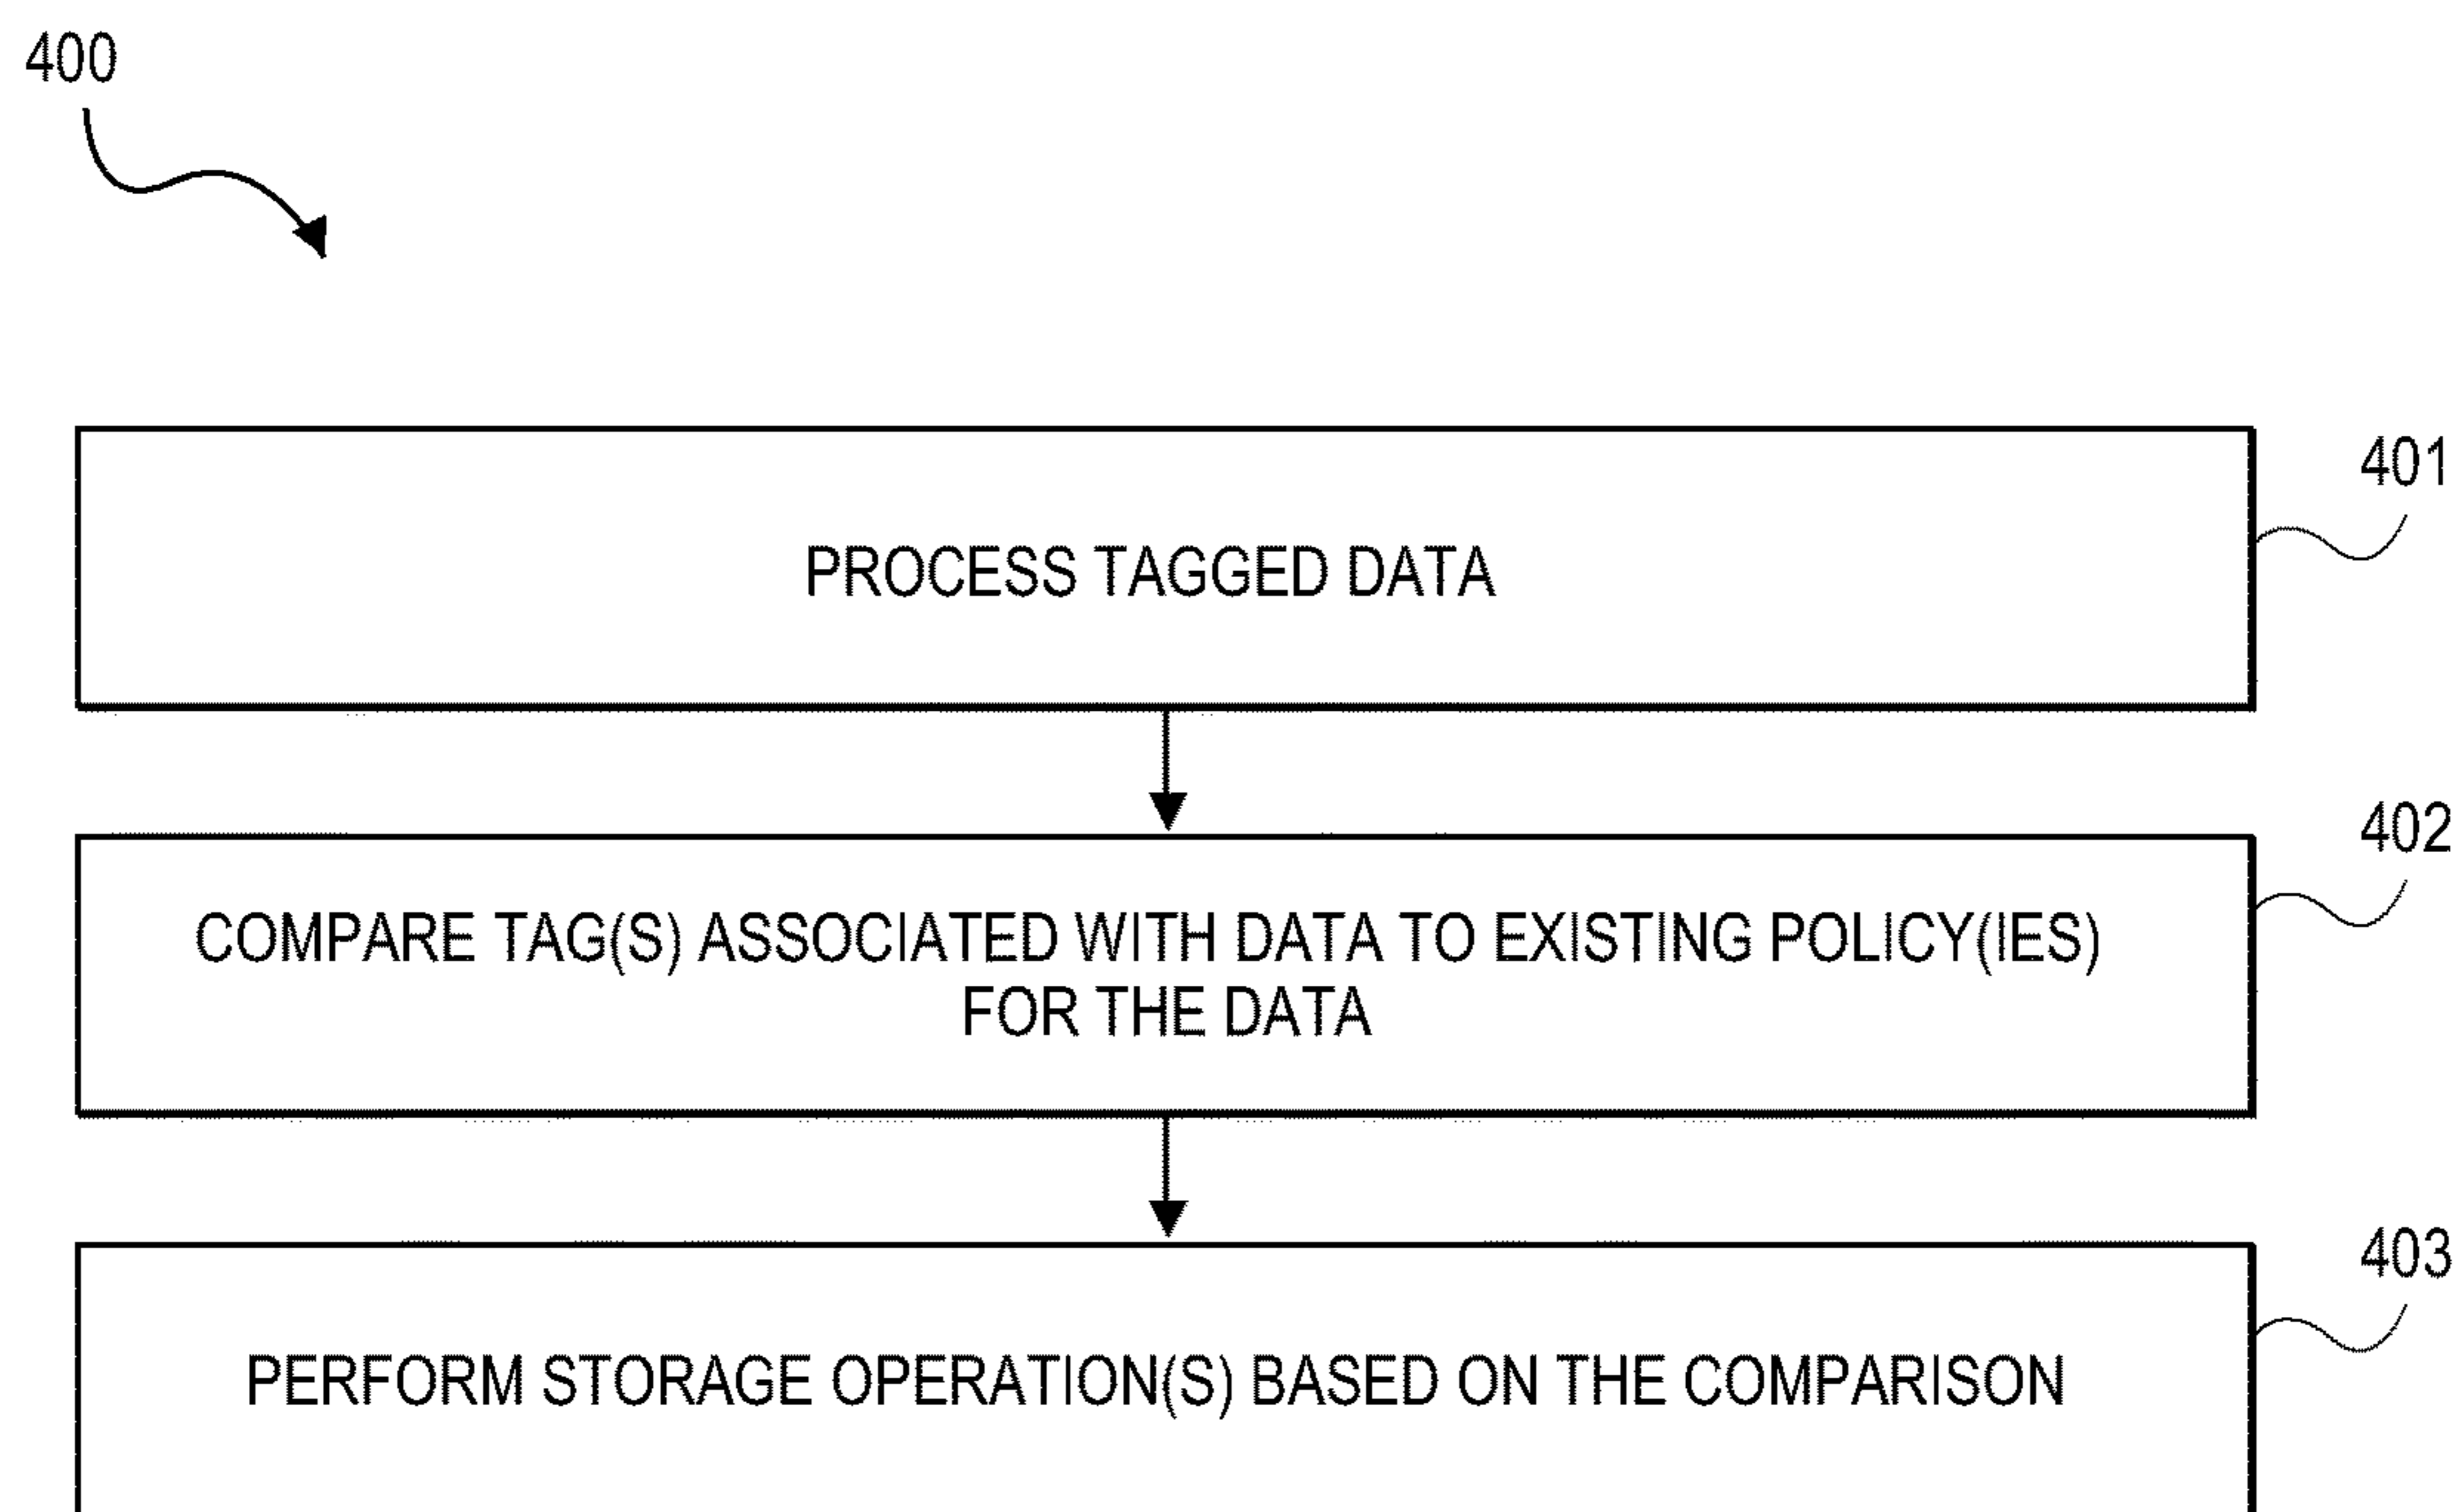 400
401
PROCESS TAGGED DATA
402
COMPARE TAG(S) ASSOCIATED WITH DATA TO EXISTING POLICY(IES)
FOR THE DATA
403
PERFORM STORAGE OPERATION(S) BASED ON THE COMPARISON